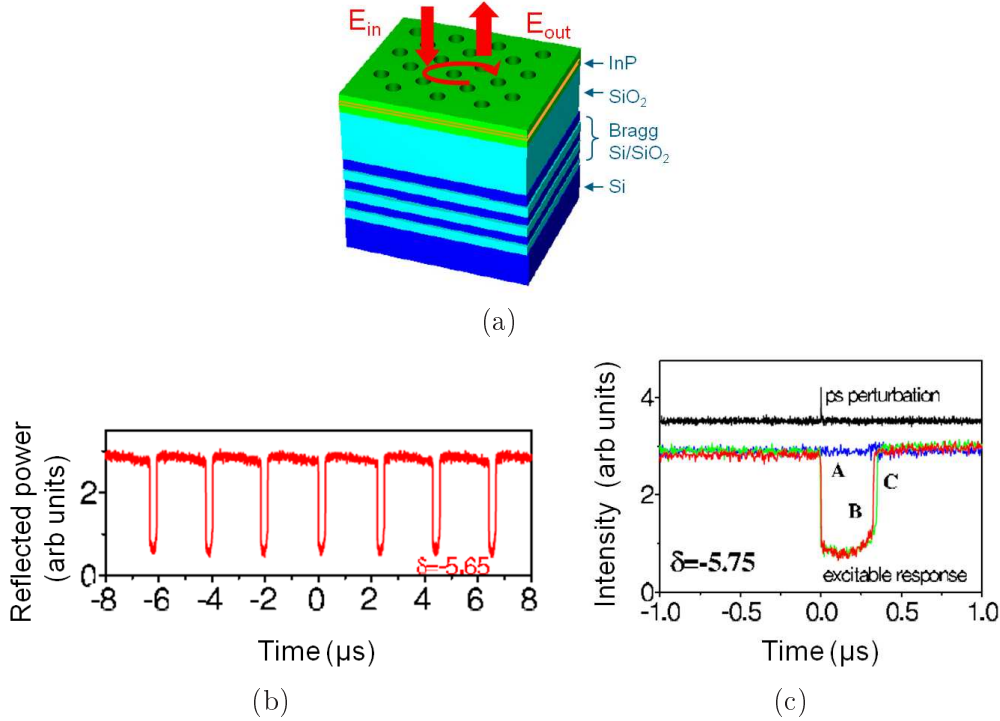 E_in E_out
InP
SiO₂
Bragg
Si/SiO₂
Si
(a)
Reflected power
(arb units)
2
0
-8 -6 -4 -2 0 2 4 6 8
δ=-5.65
Time (µs)
(b)
Intensity (arb units)
4
2
0
ps perturbation
A
B
C
δ=-5.75
excitable response
-1.0 -0.5 0.0 0.5 1.0
Time (µs)
(c)